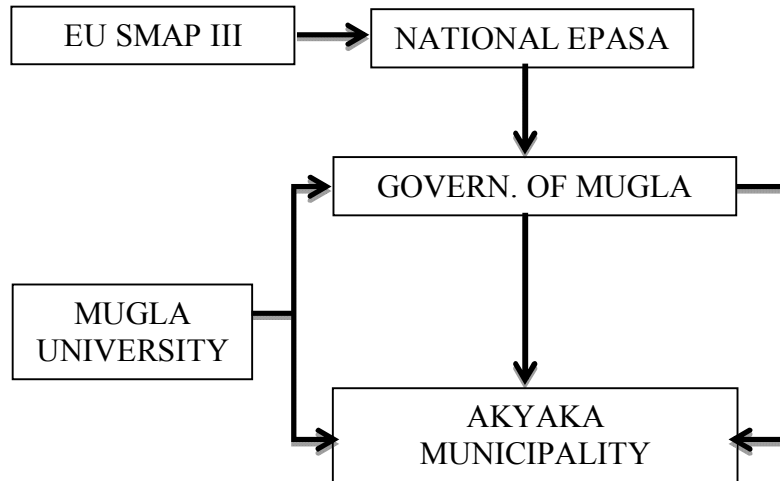 EU SMAP III
NATIONAL EPASA
GOVERN. OF MUGLA
MUGLA
UNIVERSITY
AKYAKA
MUNICIPALITY